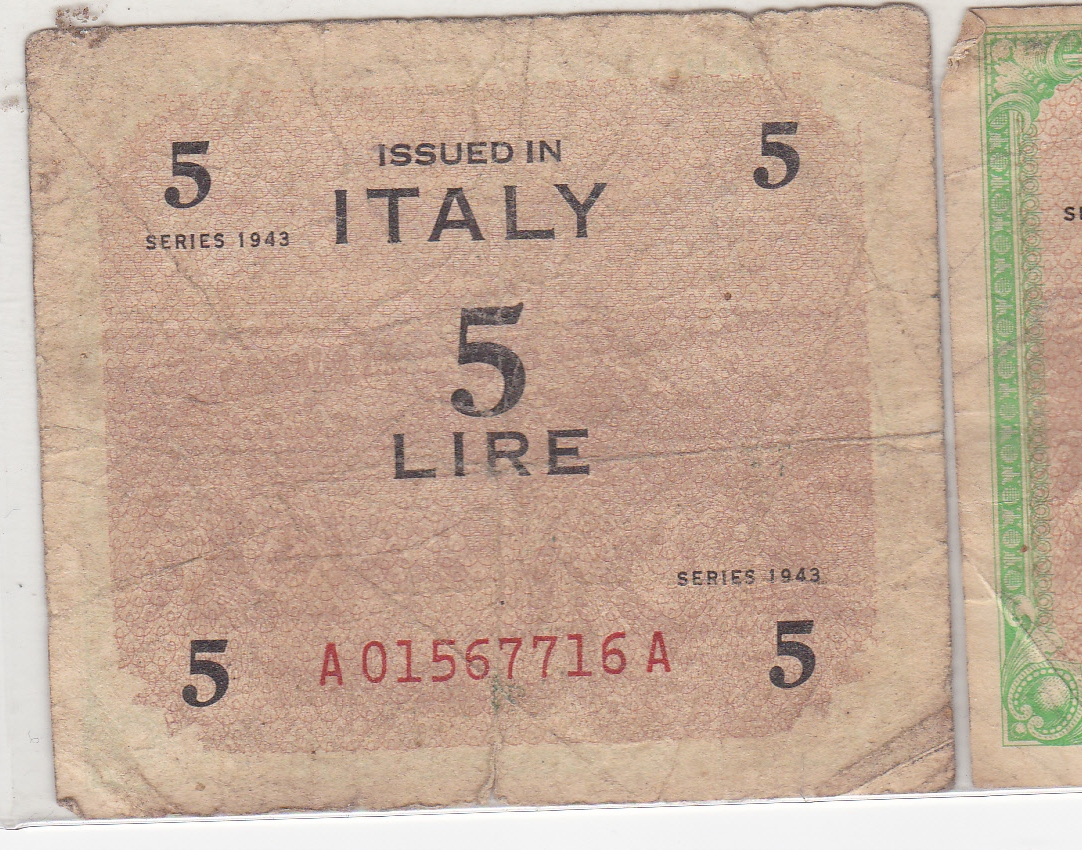 5 ISSUED IN 5
SERIES 1943 ITALY
5
LIRE
SERIES 1943
5 A01567716A 5